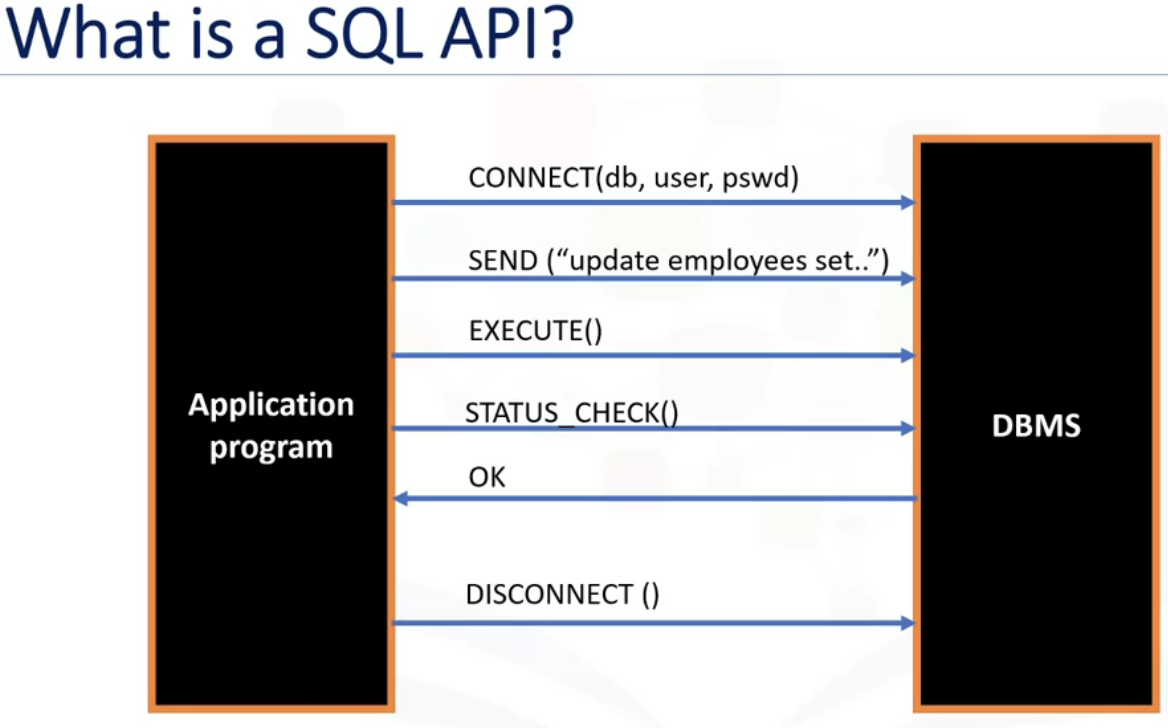 What is a SQL API?
CONNECT(db, user, pswd)
SEND (“update employees set..”)
EXECUTE()
STATUS_CHECK()
OK
DISCONNECT ()
Application
program
DBMS